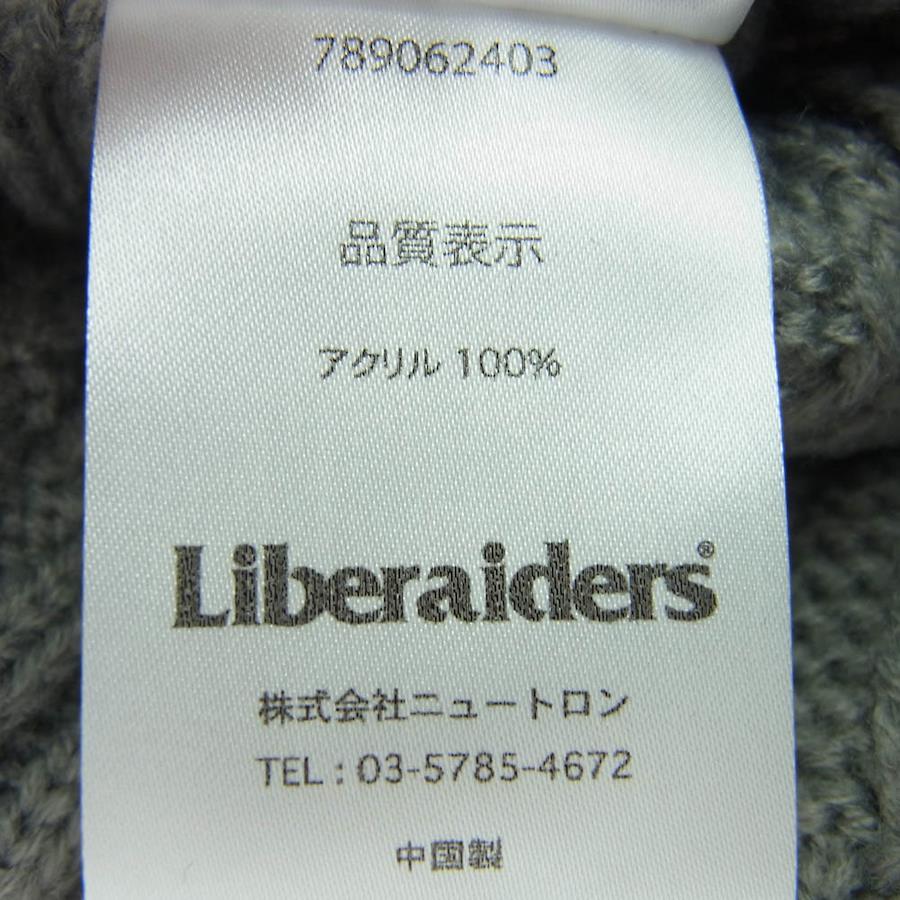 789062403
品質表示
アクリル 100%
Liberaiders®
株式会社ニュートロン
TEL : 03-5785-4672
中国製